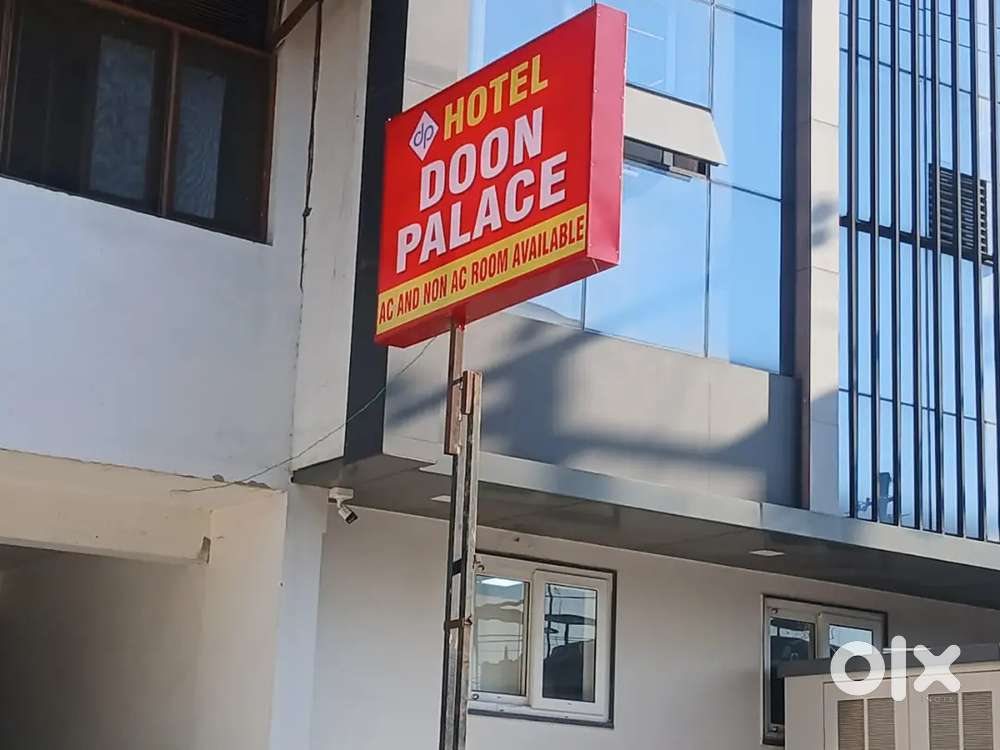 dp HOTEL
DOON
PALACE
AC AND NON AC ROOM AVAILABLE
olx